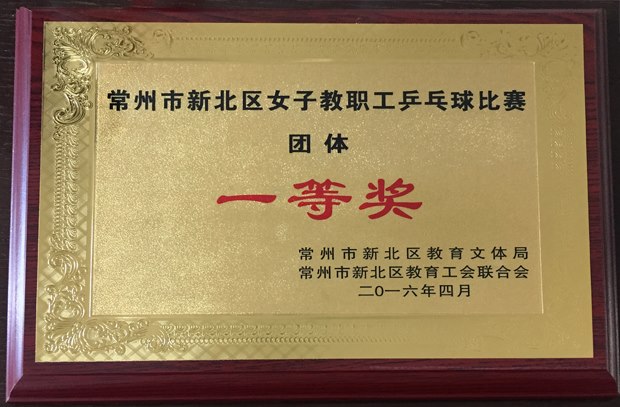 常州市新北区女子教职工乒乓球比赛
团体
一等奖
常州市新北区教育文体局
常州市新北区教育工会联合会
二0一六年四月